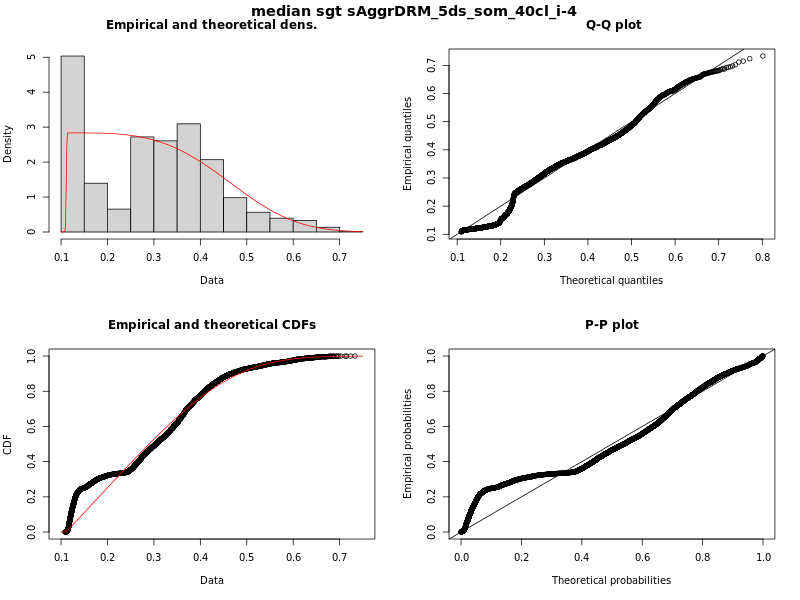 median sgt sAggrDRM_5ds_som_40cl_i-4
Empirical and theoretical dens.
Density
0 1 2 3 4 5
0.1 0.2 0.3 0.4 0.5 0.6 0.7
Data
Q-Q plot
Empirical quantiles
0.1 0.2 0.3 0.4 0.5 0.6 0.7
0.1 0.2 0.3 0.4 0.5 0.6 0.7 0.8
Theoretical quantiles
Empirical and theoretical CDFs
CDF
0.0 0.2 0.4 0.6 0.8 1.0
0.1 0.2 0.3 0.4 0.5 0.6 0.7
Data
P-P plot
Empirical probabilities
0.0 0.2 0.4 0.6 0.8 1.0
0.0 0.2 0.4 0.6 0.8 1.0
Theoretical probabilities